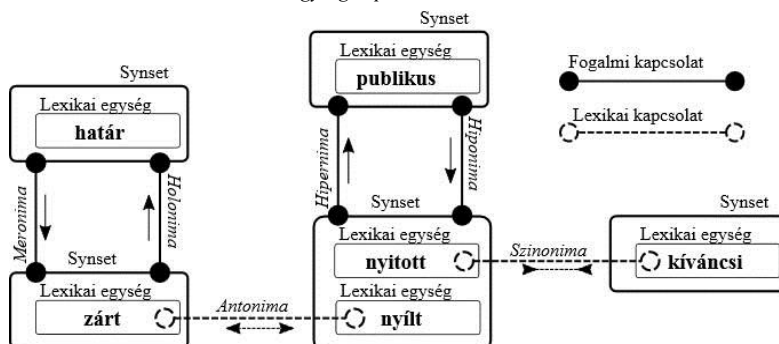 Synset
Lexikai egység
publikus
Fogalmi kapcsolat
Lexikai kapcsolat
Synset
Lexikai egység
határ
Meronima
Holonima
Hipernima
Hiponima
Synset
Lexikai egység
zárt
Antonima
Synset
Lexikai egység
nyitott
Lexikai egység
nyílt
Szinonima
Synset
Lexikai egység
kíváncsi